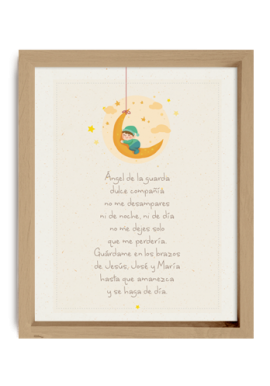 Ángel de la guarda
dulce compañía
no me desampares
ni de noche, ni de día
no me dejes solo
que me perdería.
Guárdame en los brazos
de Jesús, José y María
hasta que amanezca
y se haga de día.